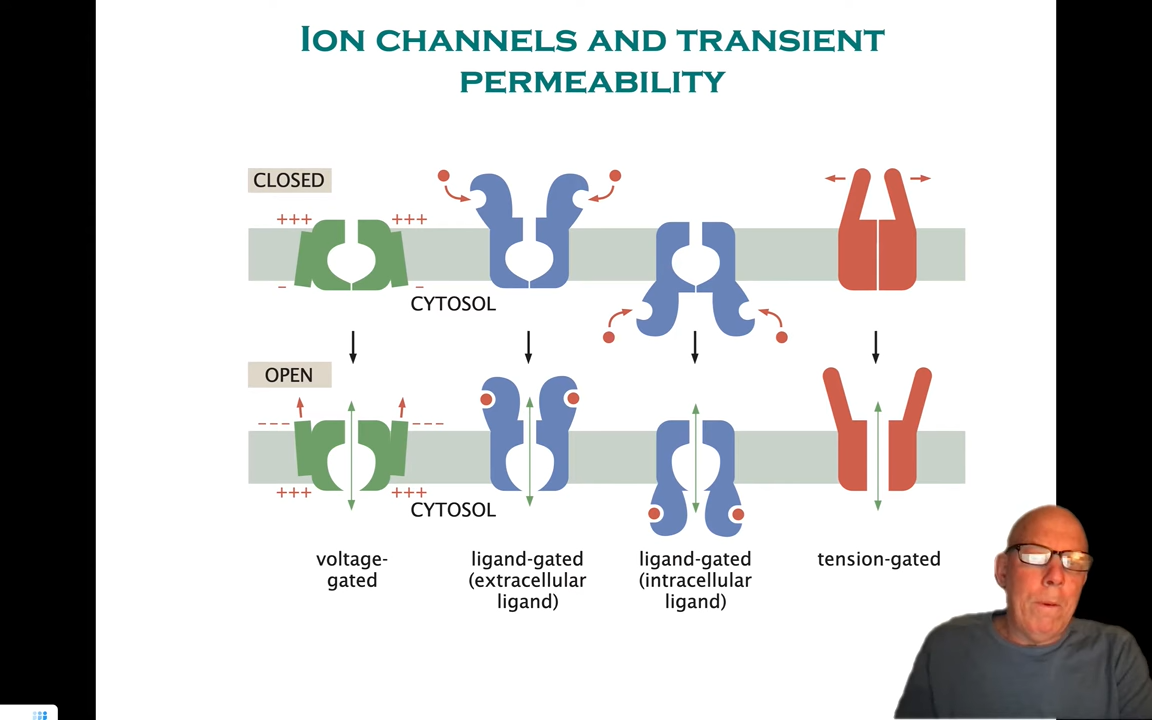 ION CHANNELS AND TRANSIENT
PERMEABILITY
CLOSED
+++ +++
- -
CYTOSOL
OPEN
--- ---
+++ +++
CYTOSOL
voltage-
gated
ligand-gated
(extracellular
ligand)
ligand-gated
(intracellular
ligand)
tension-gated